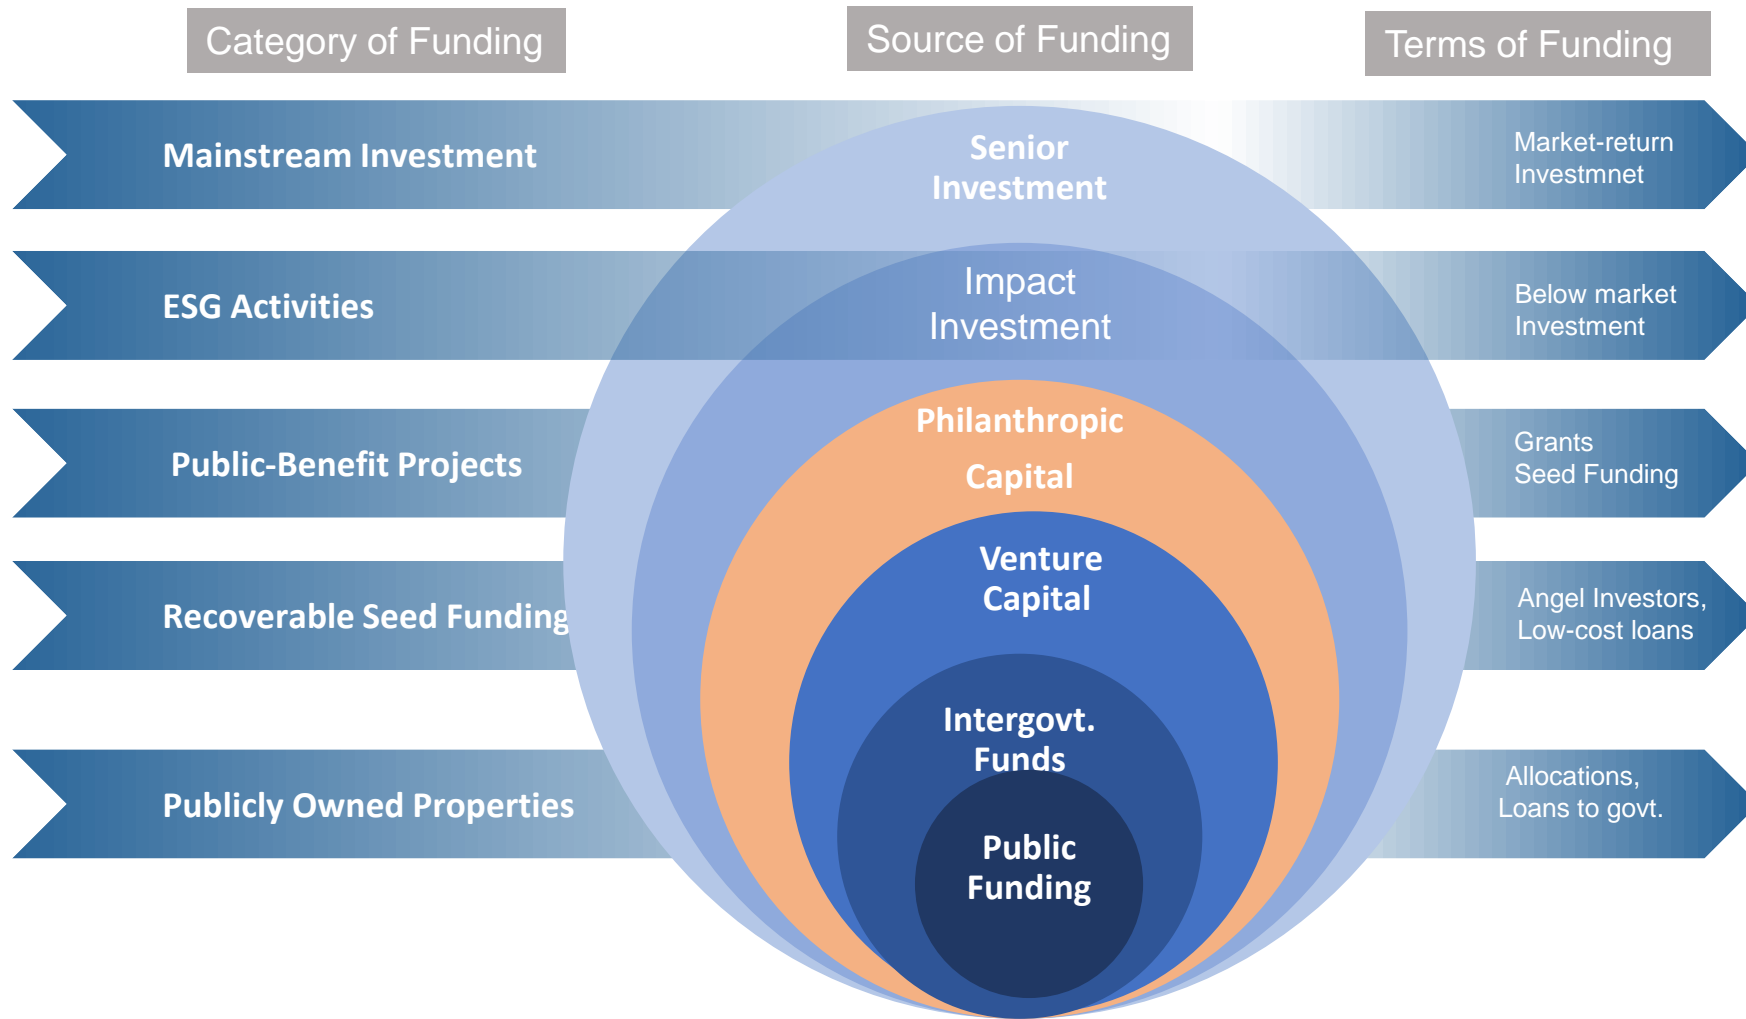 Category of Funding
Source of Funding
Terms of Funding
Mainstream Investment
Senior
Investment
Market-return
Investmnet
ESG Activities
Impact
Investment
Below market
Investment
Public-Benefit Projects
Philanthropic
Capital
Grants
Seed Funding
Recoverable Seed Funding
Venture
Capital
Angel Investors,
Low-cost loans
Publicly Owned Properties
Intergovt.
Funds
Public
Funding
Allocations,
Loans to govt.